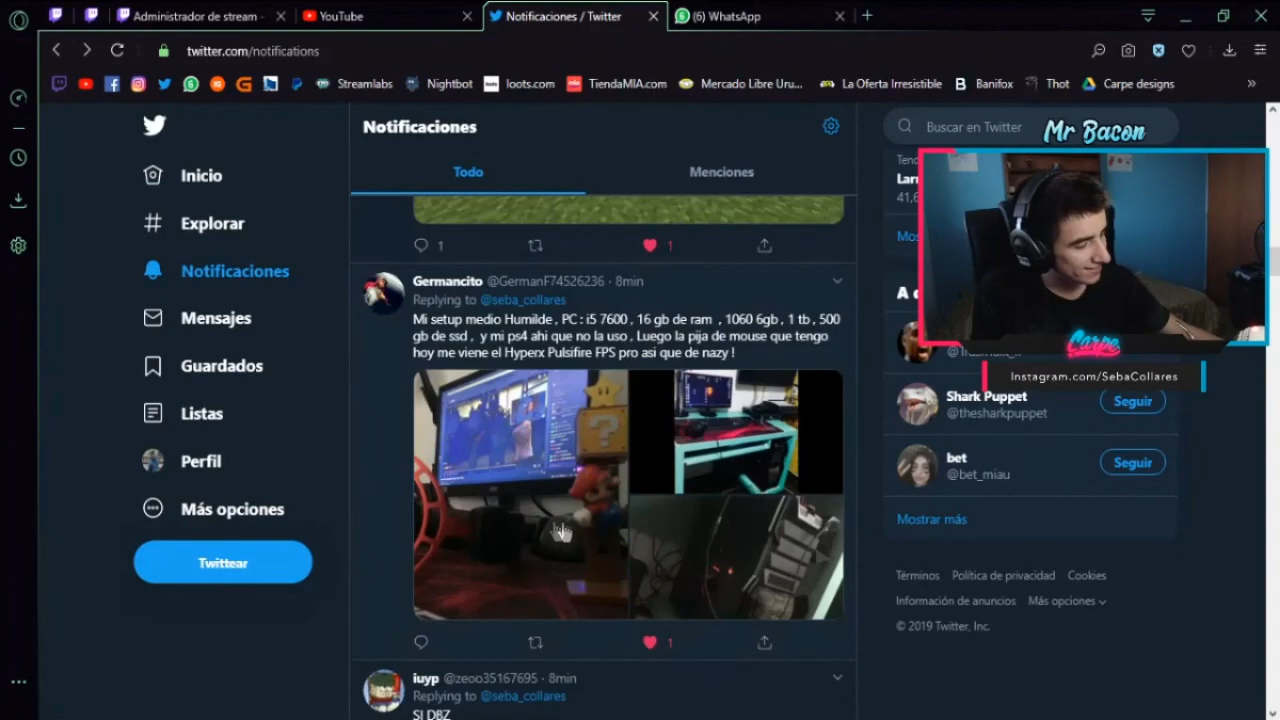 Administrador de stream -
YouTube
Notificaciones / Twitter
(6) WhatsApp
twitter.com/notifications
Streamlabs
Nightbot
loots.com
TiendaMIA.com
Mercado Libre Uru...
La Oferta Irresistible
Banifox
Thot
Carpe designs
Inicio
Explorar
Notificaciones
Mensajes
Guardados
Listas
Perfil
Más opciones
Twittear
Notificaciones
Todo
Menciones
1
1
Germancito @GermanF74526236 · 8min
Replying to @seba_collares
Mi setup medio Humilde , PC : i5 7600 , 16 gb de ram , 1060 6gb , 1 tb , 500
gb de ssd , y mi ps4 ahi que no la uso , Luego la pija de mouse que tengo
hoy me viene el Hyperx Pulsifire FPS pro asi que de nazy !
1
iuyp @zeoo35167695 · 8min
Replying to @seba_collares
SI DBZ
Buscar en Twitter
Mr Bacon
Carpe
Instagram.com/SebaCollares
Shark Puppet
@thesharkpuppet
Seguir
bet
@bet_miau
Seguir
Mostrar más
Términos Política de privacidad Cookies
Información de anuncios Más opciones
© 2019 Twitter, Inc.